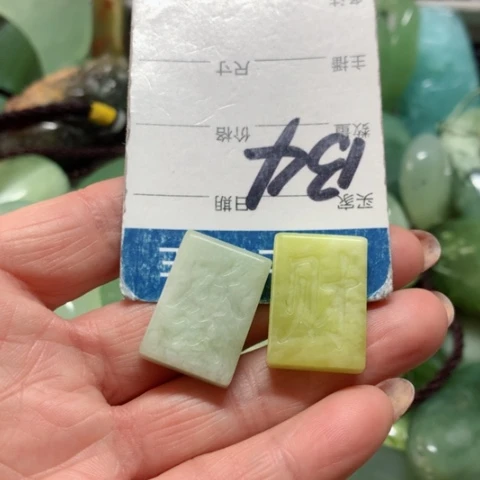 买家 134 日期
数量 价格
主播 尺寸